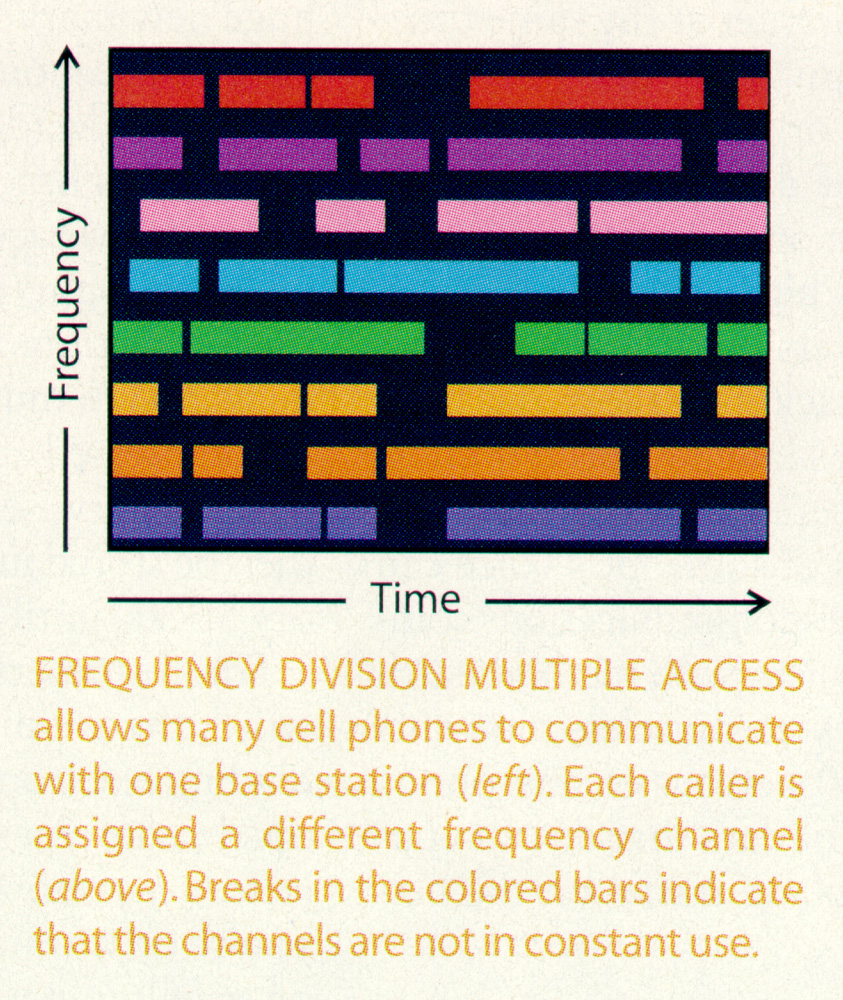 Frequency
Time
FREQUENCY DIVISION MULTIPLE ACCESS
allows many cell phones to communicate
with one base station (left). Each caller is
assigned a different frequency channel
(above). Breaks in the colored bars indicate
that the channels are not in constant use.